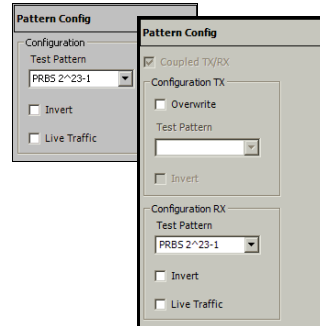 Pattern Config
Configuration
Test Pattern
PRBS 2^23-1
Invert
Live Traffic
Pattern Config
Coupled TX/RX
Configuration TX
Overwrite
Test Pattern
Invert
Configuration RX
Test Pattern
PRBS 2^23-1
Invert
Live Traffic